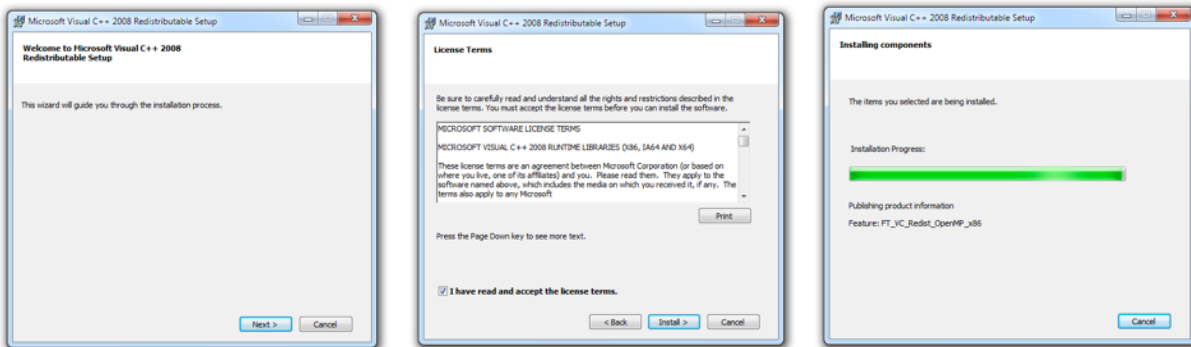 Microsoft Visual C++ 2008 Redistributable Setup
Welcome to Microsoft Visual C++ 2008
Redistributable Setup
This wizard will guide you through the installation process.
Next >
Cancel
Microsoft Visual C++ 2008 Redistributable Setup
License Terms
Be sure to carefully read and understand all the rights and restrictions described in the
license terms. You must accept the license terms before you can install the software.
MICROSOFT SOFTWARE LICENSE TERMS
MICROSOFT VISUAL C++ 2008 RUNTIME LIBRARIES (X86, IA64 AND X64)
These license terms are an agreement between Microsoft Corporation (or based on
where you live, one of its affiliates) and you. Please read them. They apply to the
software named above, which includes the media on which you received it, if any. The
terms also apply to any Microsoft
Print
Press the Page Down key to see more text.
I have read and accept the license terms.
< Back
Install >
Cancel
Microsoft Visual C++ 2008 Redistributable Setup
Installing components
The items you selected are being installed.
Installation Progress:
Publishing product information
Feature: FT_VC_Redist_OpenMP_x86
Cancel